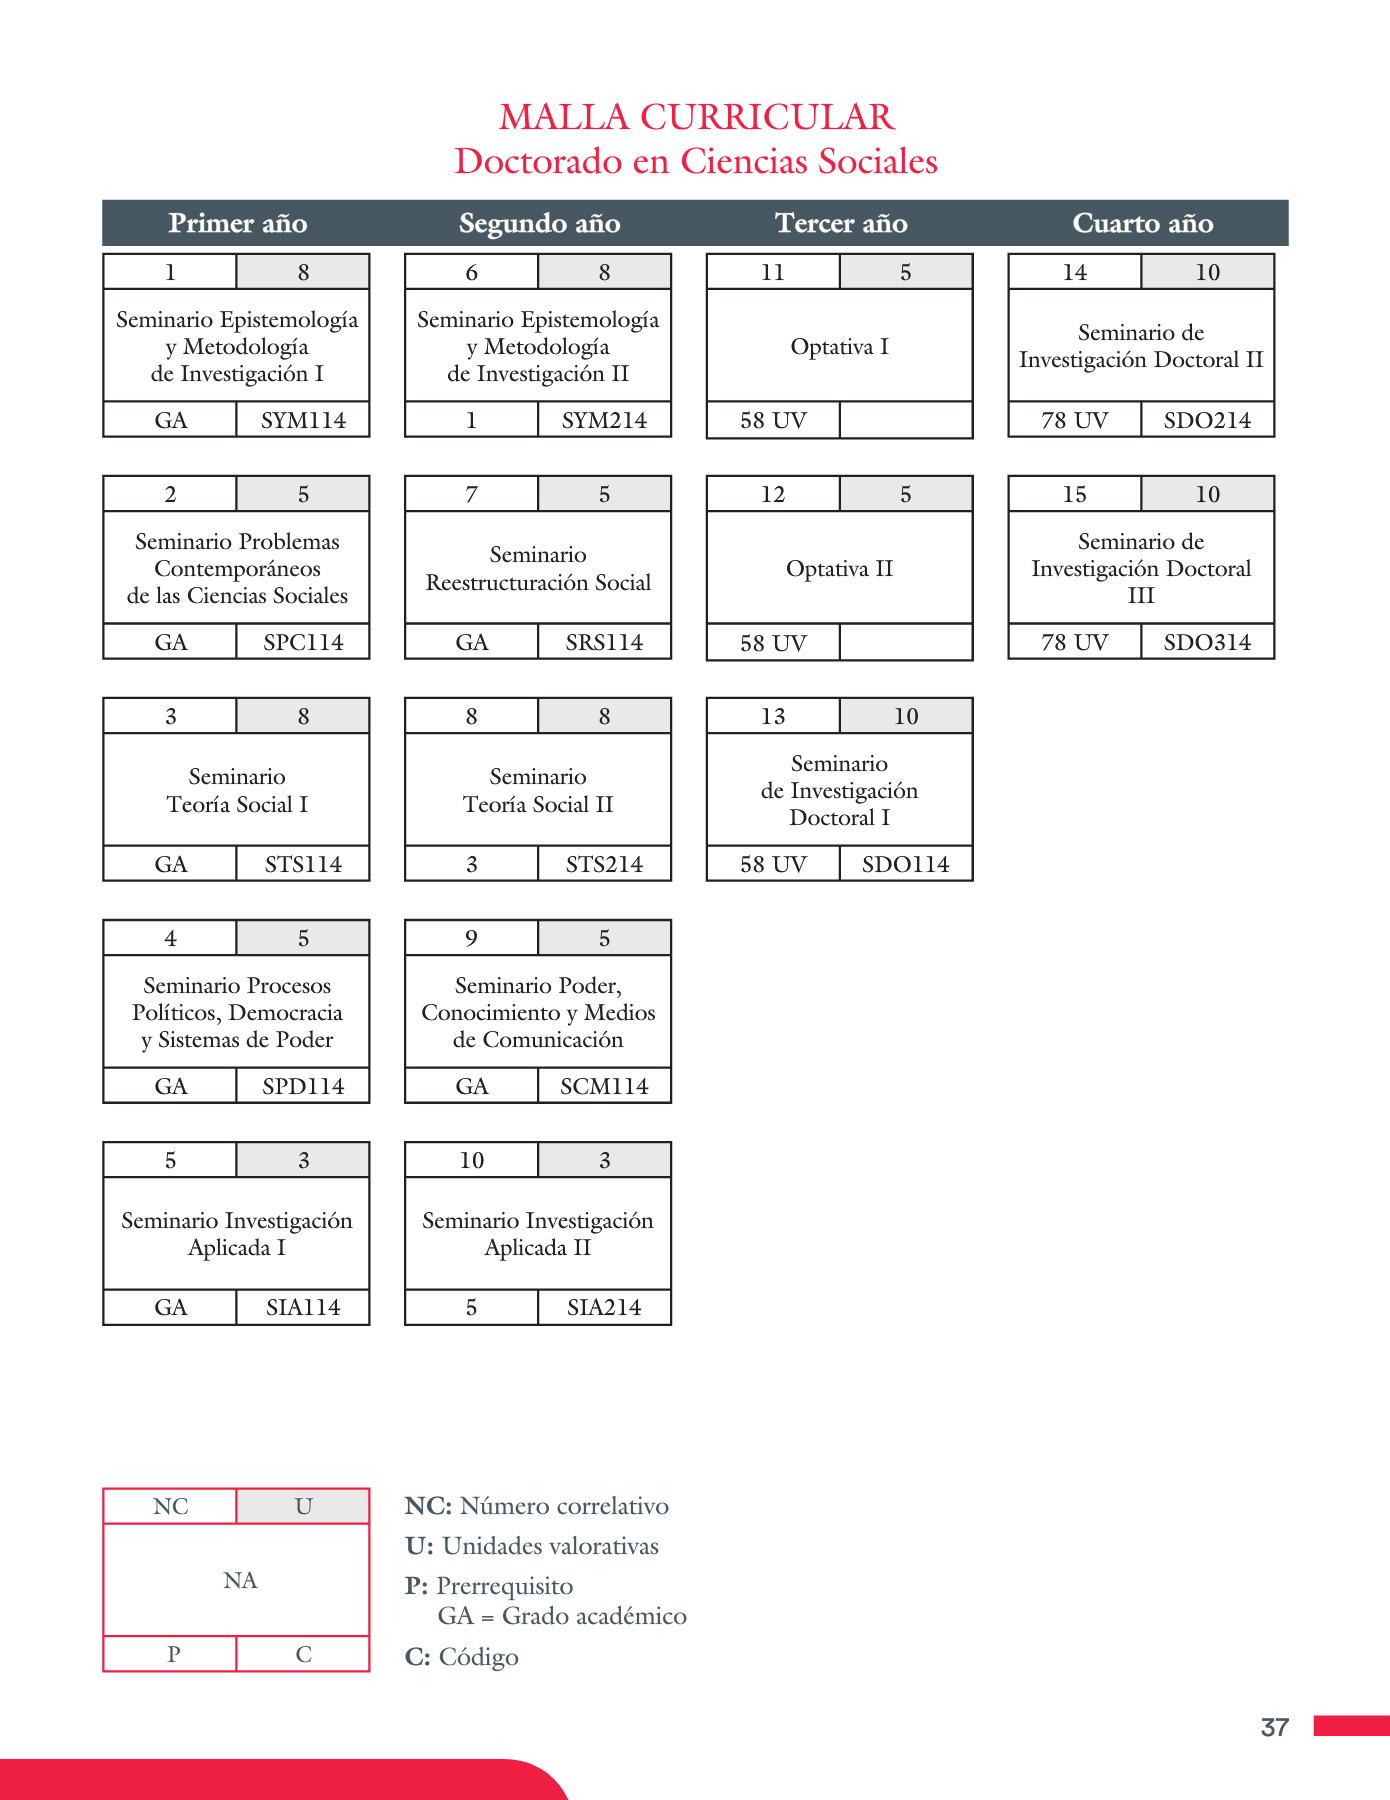 MALLA CURRICULAR
Doctorado en Ciencias Sociales
Primer año Segundo año Tercer año Cuarto año
1 8
Seminario Epistemología
y Metodología
de Investigación I
GA SYM114
6 8
Seminario Epistemología
y Metodología
de Investigación II
1 SYM214
11 5
Optativa I
58 UV
14 10
Seminario de
Investigación Doctoral II
78 UV SDO214
2 5
Seminario Problemas
Contemporáneos
de las Ciencias Sociales
GA SPC114
7 5
Seminario
Reestructuración Social
GA SRS114
12 5
Optativa II
58 UV
15 10
Seminario de
Investigación Doctoral
III
78 UV SDO314
3 8
Seminario
Teoría Social I
GA STS114
8 8
Seminario
Teoría Social II
3 STS214
13 10
Seminario
de Investigación
Doctoral I
58 UV SDO114
4 5
Seminario Procesos
Políticos, Democracia
y Sistemas de Poder
GA SPD114
9 5
Seminario Poder,
Conocimiento y Medios
de Comunicación
GA SCM114
5 3
Seminario Investigación
Aplicada I
GA SIA114
10 3
Seminario Investigación
Aplicada II
5 SIA214
NC U
NA
P C
NC: Número correlativo
U: Unidades valorativas
P: Prerrequisito
GA = Grado académico
C: Código
37